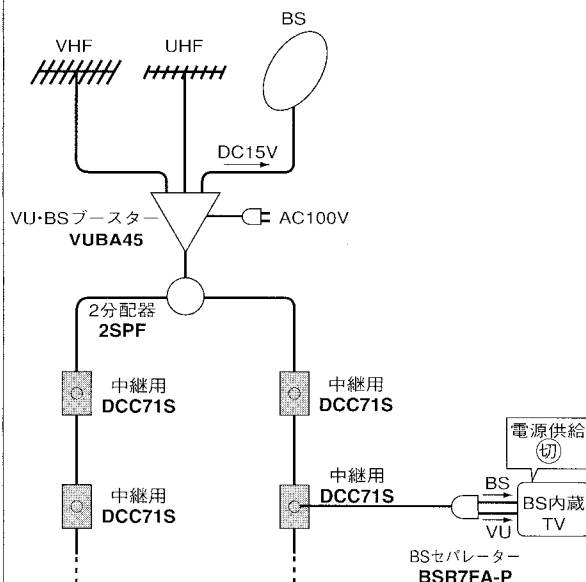 BS
VHF
UHF
DC15V
VU・BSブースター
VUBA45
AC100V
2分配器
2SPF
中継用
DCC71S
中継用
DCC71S
中継用
DCC71S
中継用
DCC71S
電源供給
切
BS
VU
BS内蔵
TV
BSセパレーター
BSR7FA-P